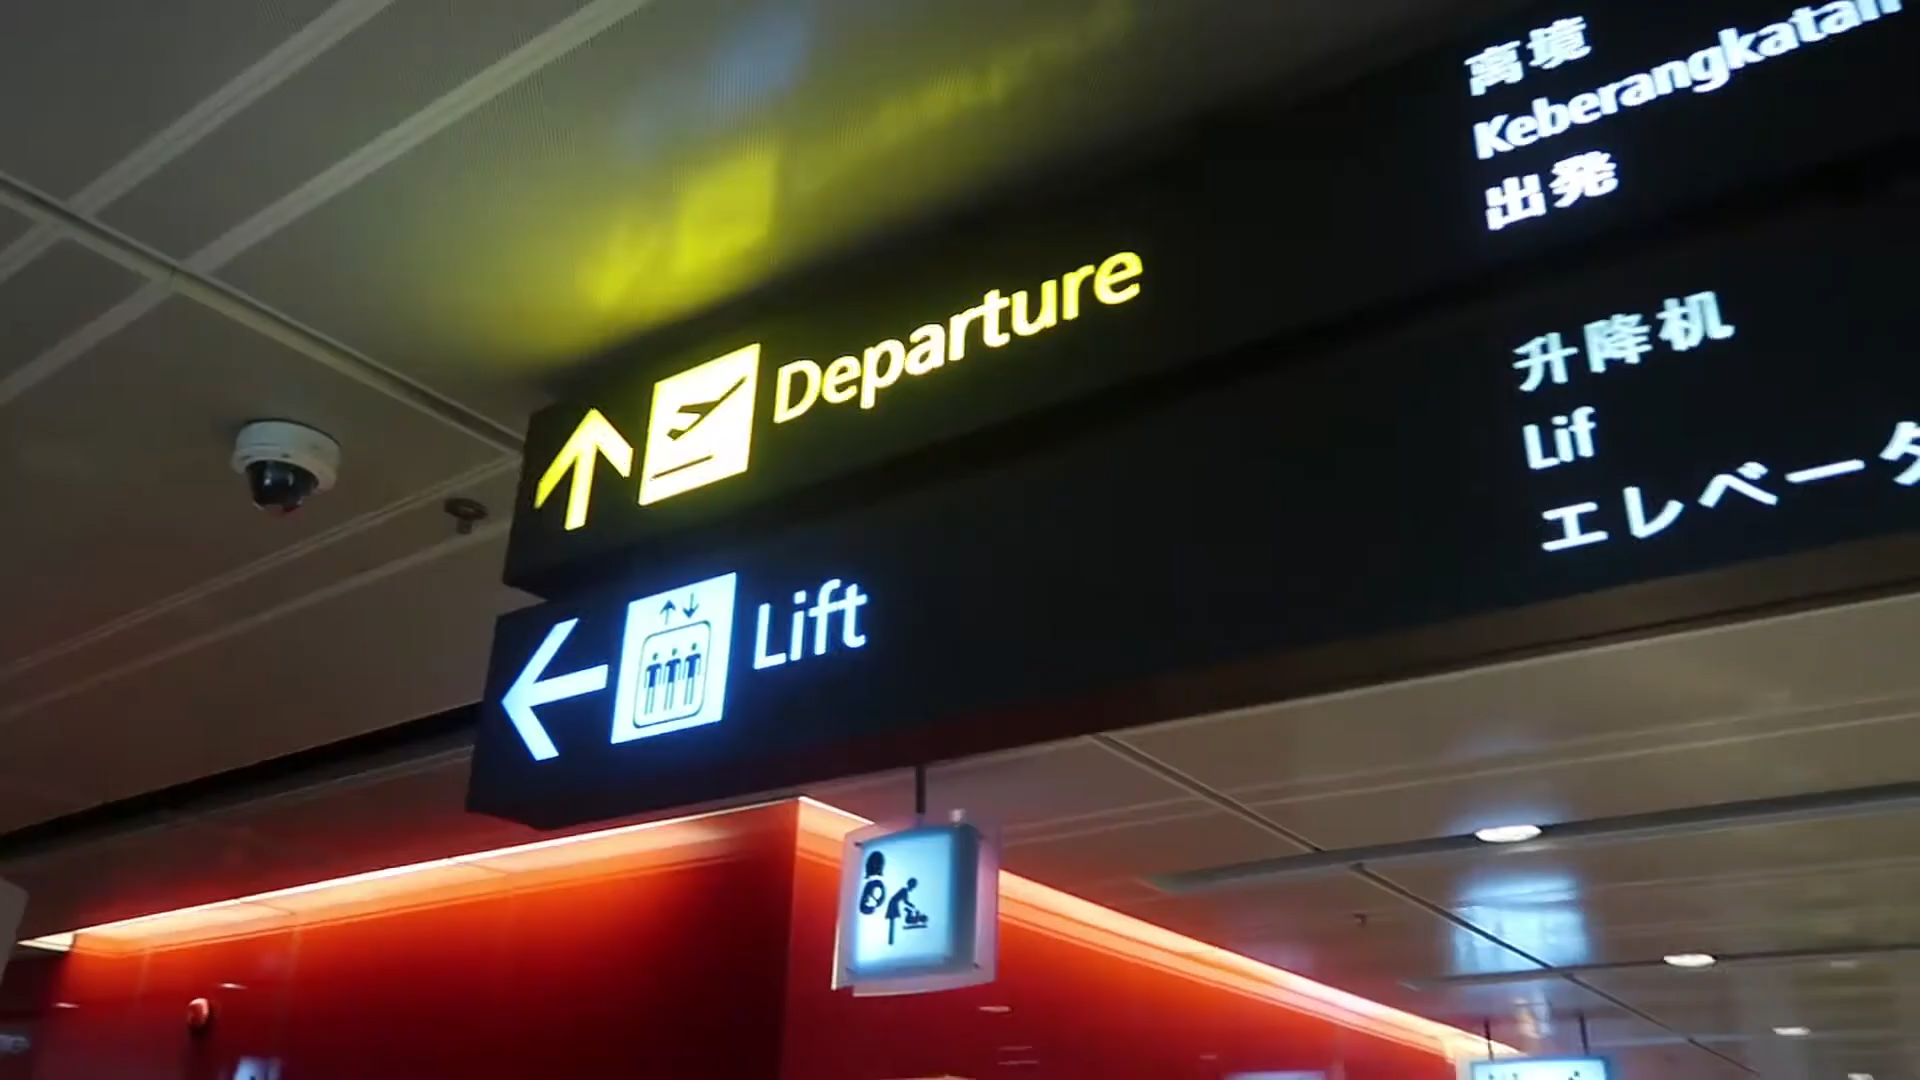 Departure
离境
Keberangkatan
出発
Lift
升降机
Lif
エレベータ